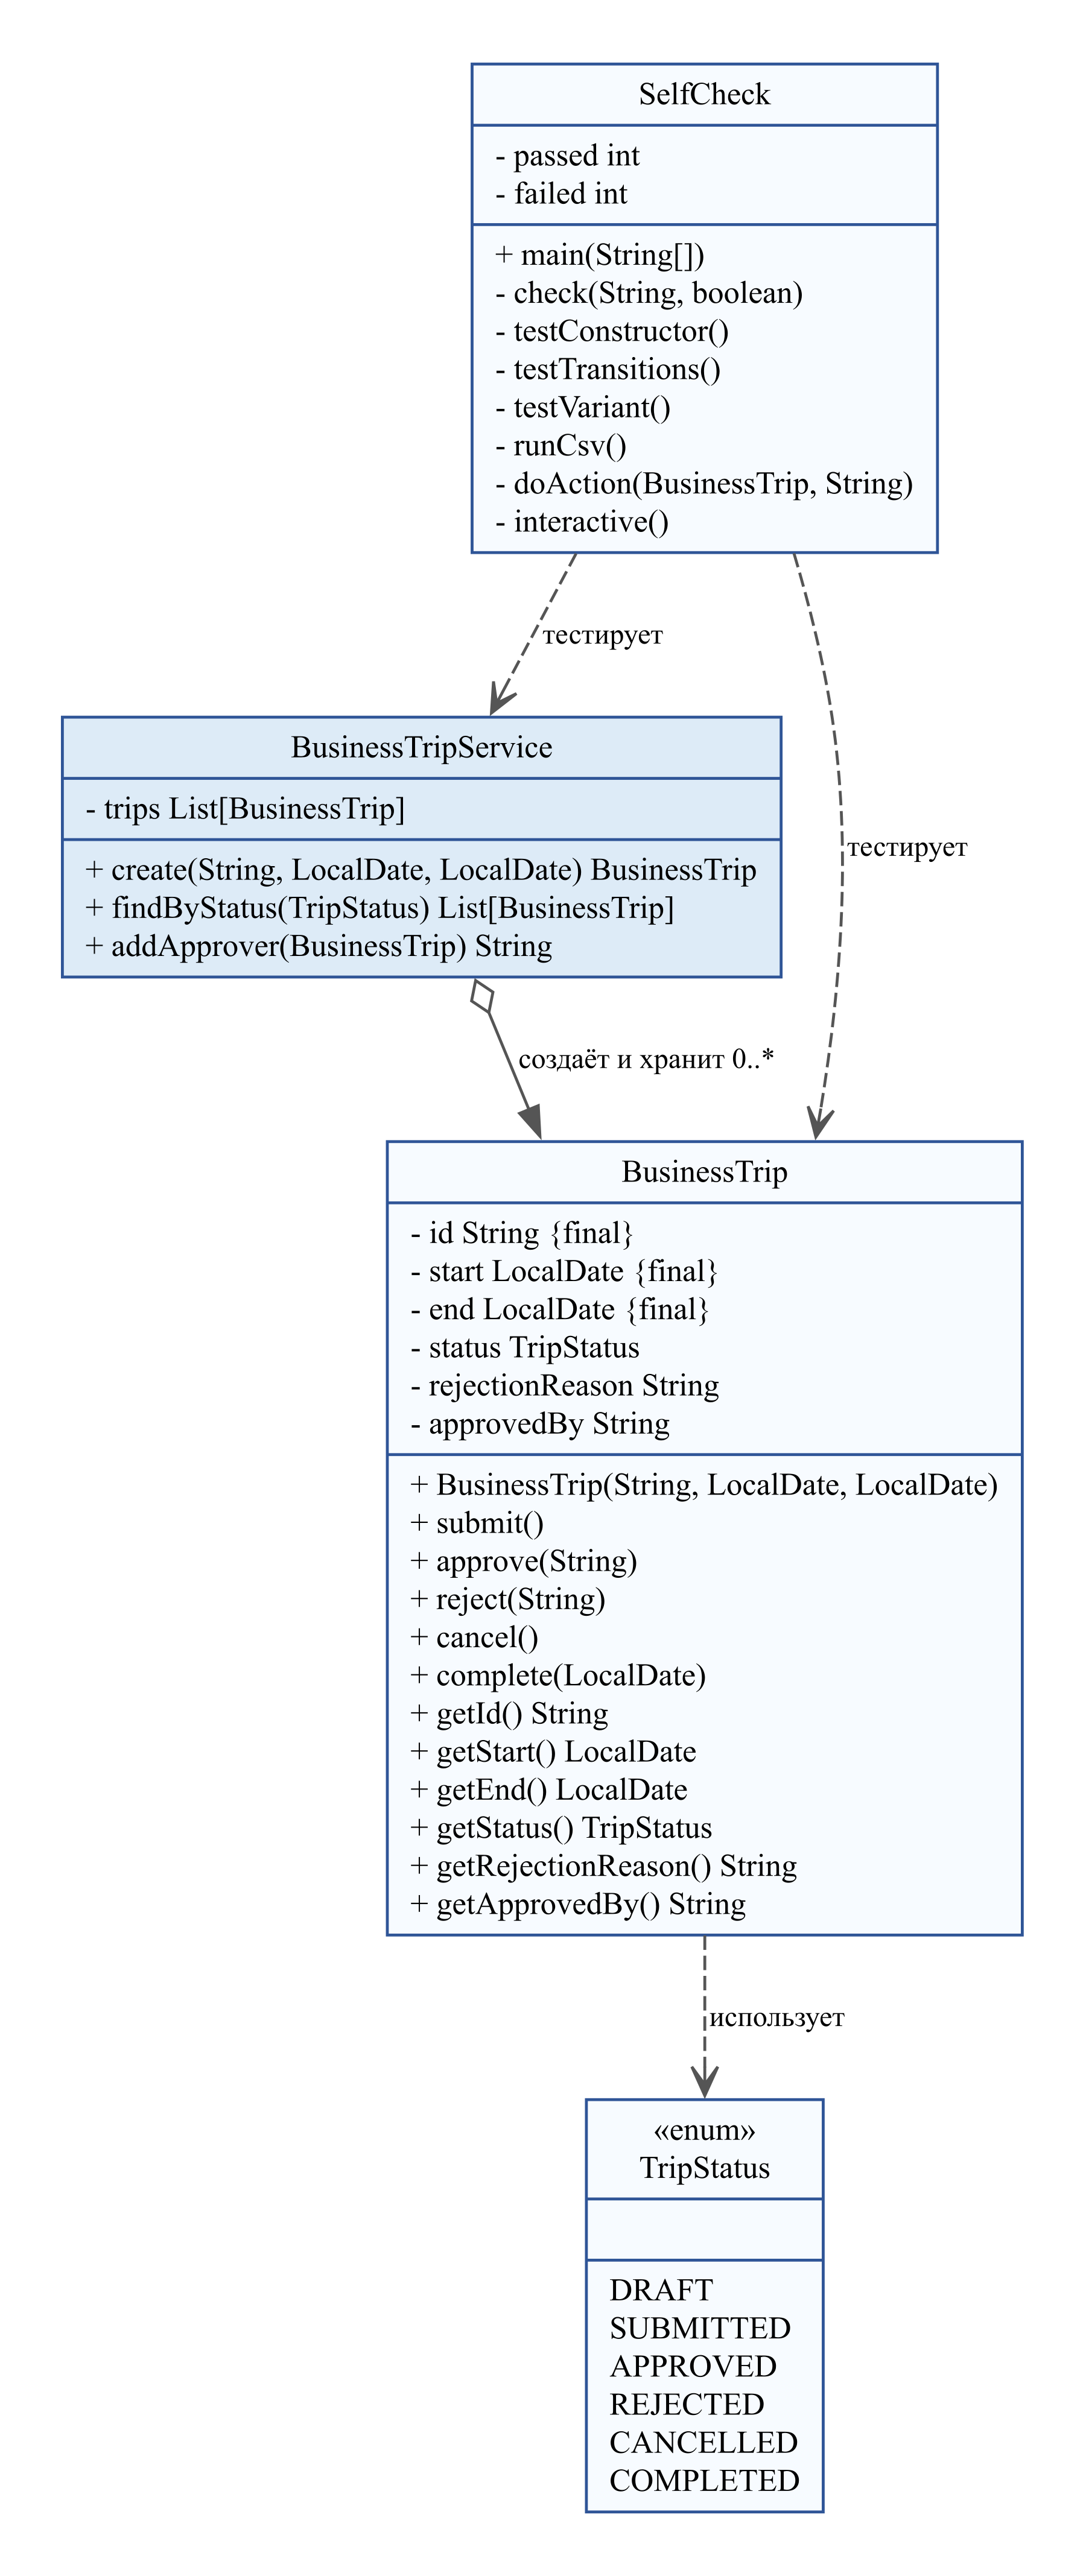 SelfCheck
- passed int
- failed int
+ main(String[])
- check(String, boolean)
- testConstructor()
- testTransitions()
- testVariant()
- runCsv()
- doAction(BusinessTrip, String)
- interactive()
тестирует
BusinessTripService
- trips List[BusinessTrip]
+ create(String, LocalDate, LocalDate) BusinessTrip
+ findByStatus(TripStatus) List[BusinessTrip]
+ addApprover(BusinessTrip) String
тестирует
создаёт и хранит 0..*
BusinessTrip
- id String {final}
- start LocalDate {final}
- end LocalDate {final}
- status TripStatus
- rejectionReason String
- approvedBy String
+ BusinessTrip(String, LocalDate, LocalDate)
+ submit()
+ approve(String)
+ reject(String)
+ cancel()
+ complete(LocalDate)
+ getId() String
+ getStart() LocalDate
+ getEnd() LocalDate
+ getStatus() TripStatus
+ getRejectionReason() String
+ getApprovedBy() String
использует
«enum»
TripStatus
DRAFT
SUBMITTED
APPROVED
REJECTED
CANCELLED
COMPLETED